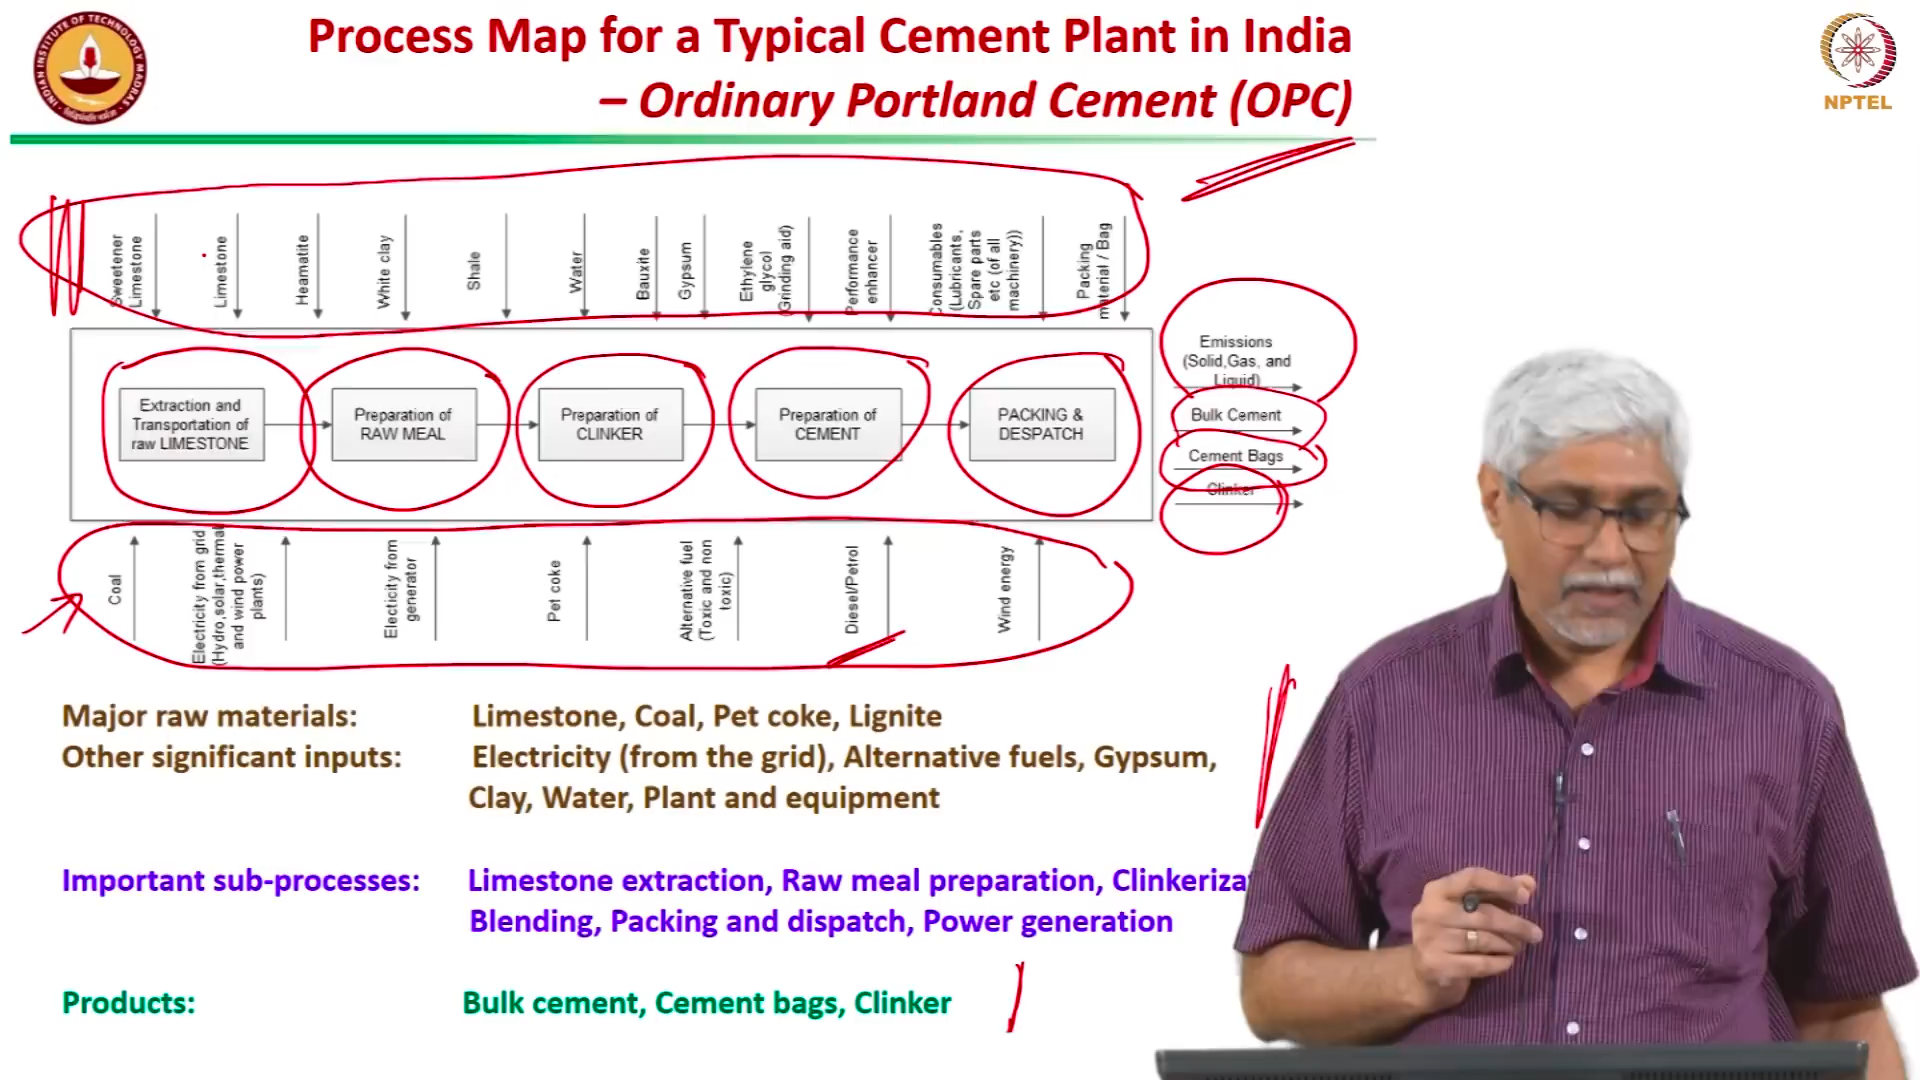 Process Map for a Typical Cement Plant in India
– Ordinary Portland Cement (OPC)
INDIAN INSTITUTE OF TECHNOLOGY MADRAS
NPTEL
Sweetener
Limestone
Limestone
Heamatite
White clay
Shale
Water
Bauxite
Gypsum
Ethylene
glycol
(Grinding aid)
Performance
enhancer
Consumables
(Lubricants,
Spare parts
etc (of all
machinery))
Packing
material / Bag
Extraction and
Transportation of
raw LIMESTONE
Preparation of
RAW MEAL
Preparation of
CLINKER
Preparation of
CEMENT
PACKING &
DESPATCH
Emissions
(Solid,Gas, and
Liquid)
Bulk Cement
Cement Bags
Clinker
Coal
Electricity from grid
(Hydro,solar,thermal
and wind power
plants)
Electicity from
generator
Pet coke
Alternative fuel
(Toxic and non
toxic)
Diesel/Petrol
Wind energy
Major raw materials: Limestone, Coal, Pet coke, Lignite
Other significant inputs: Electricity (from the grid), Alternative fuels, Gypsum,
Clay, Water, Plant and equipment
Important sub-processes: Limestone extraction, Raw meal preparation, Clinkeriza
Blending, Packing and dispatch, Power generation
Products: Bulk cement, Cement bags, Clinker